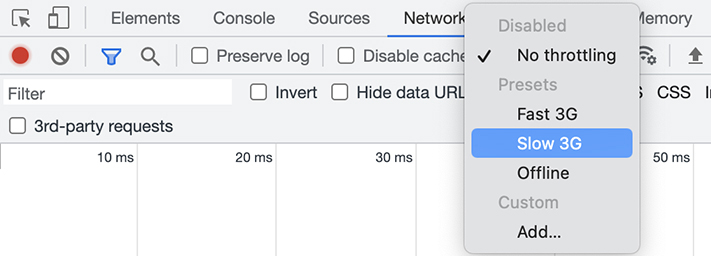 Elements Console Sources Network Memory
Disabled
Preserve log Disable cache ✓ No throttling
Presets
Filter Invert Hide data URL CSS
Fast 3G
3rd-party requests
Slow 3G
10 ms 20 ms 30 ms 50 ms
Offline
Custom
Add...